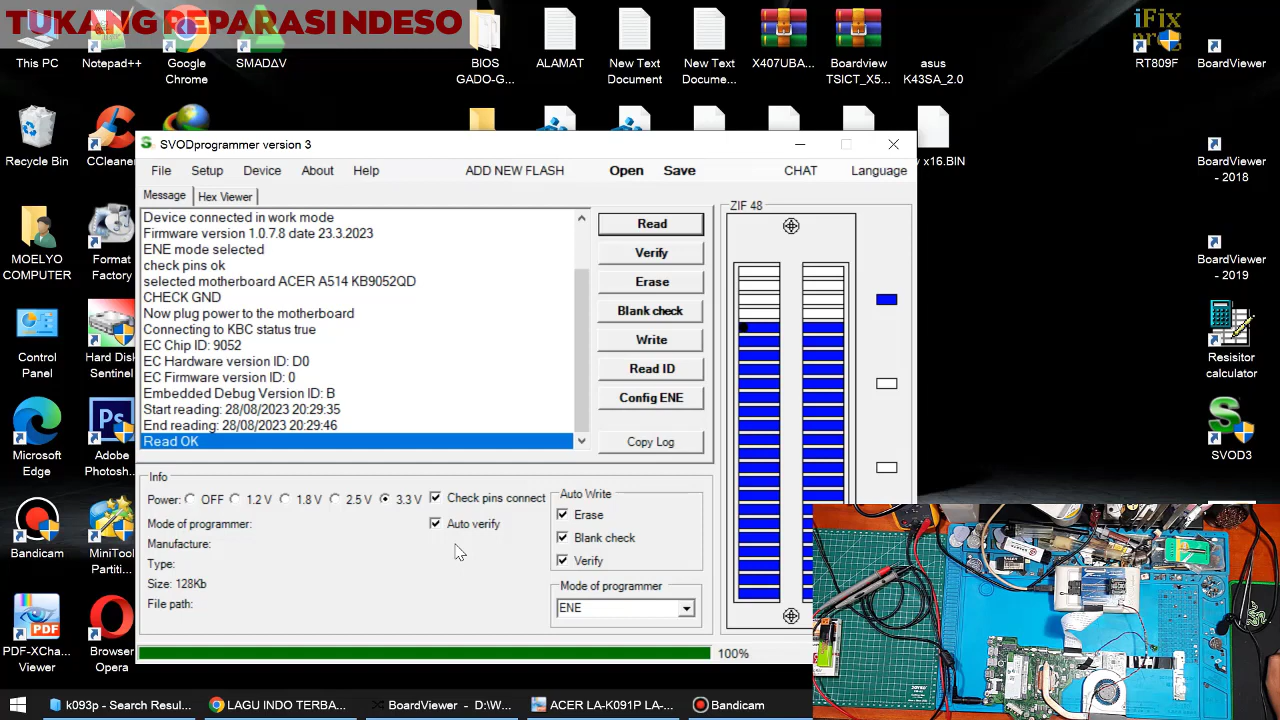 TUKANG REPARASI NDESO
This PC
Notepad++
Google
Chrome
SMADΔV
BIOS
GADO-G...
ALAMAT
New Text
Document
New Text
Docume...
X407UBA...
Boardview
TSICT_X5...
asus
K43SA_2.0
iFix
pro
RT809F
BoardViewer
Recycle Bin
CCleaner
y x16.BIN
BoardViewer
- 2018
MOELYO
COMPUTER
Format
Factory
BoardViewer
- 2019
Control
Panel
Hard Disk
Sentinel
Resistor
calculator
Microsoft
Edge
Adobe
Photosh...
SVOD3
Bandicam
MiniTool
Partiti...
PDF-XCha...
Viewer
Browser
Opera
SVODprogrammer version 3
File Setup Device About Help ADD NEW FLASH Open Save CHAT Language
Message Hex Viewer
Device connected in work mode
Firmware version 1.0.7.8 date 23.3.2023
ENE mode selected
check pins ok
selected motherboard ACER A514 KB9052QD
CHECK GND
Now plug power to the motherboard
Connecting to KBC status true
EC Chip ID: 9052
EC Hardware version ID: D0
EC Firmware version ID: 0
Embedded Debug Version ID: B
Start reading: 28/08/2023 20:29:35
End reading: 28/08/2023 20:29:46
Read OK
Read
Verify
Erase
Blank check
Write
Read ID
Config ENE
Copy Log
ZIF 48
Info
Power: OFF 1.2 V 1.8 V 2.5 V 3.3 V
Check pins connect
Auto verify
Mode of programmer:
Manufacture:
Type:
Size: 128Kb
File path:
Auto Write
Erase
Blank check
Verify
Mode of programmer
ENE
100%
k093p - Search Resul...
LAGU INDO TERBA...
BoardViewer - D:\W...
Bandicam